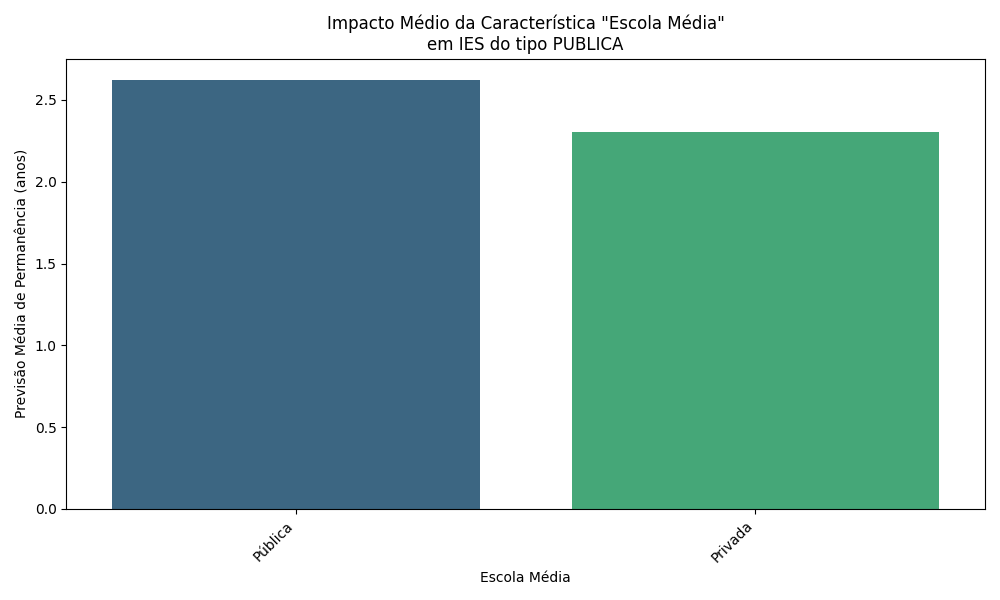 Impacto Médio da Característica "Escola Média"
em IES do tipo PUBLICA
Previsão Média de Permanência (anos)
2.5
2.0
1.5
1.0
0.5
0.0
Pública
Privada
Escola Média